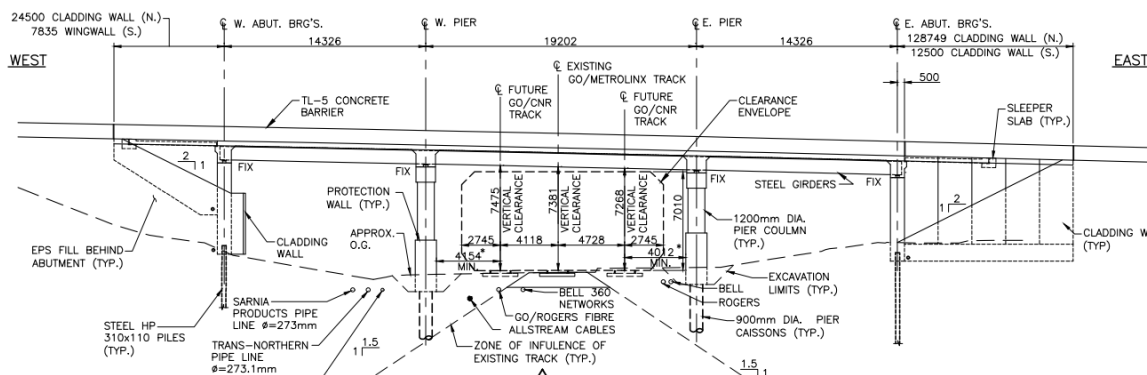 24500 CLADDING WALL (N.)
7835 WINGWALL (S.)
WEST
℄ W. ABUT. BRG'S.
℄ W. PIER
℄ E. PIER
℄ E. ABUT. BRG'S.
14326
19202
14326
128749 CLADDING WALL (N.)
12500 CLADDING WALL (S.)
EAST
500
℄ EXISTING
GO/METROLINX TRACK
℄ FUTURE
GO/CNR
TRACK
℄ FUTURE
GO/CNR
TRACK
CLEARANCE
ENVELOPE
TL-5 CONCRETE
BARRIER
SLEEPER
SLAB (TYP.)
2
1
FIX
FIX
FIX
FIX
STEEL GIRDERS
7475
VERTICAL
CLEARANCE
7381
VERTICAL
CLEARANCE
7268
VERTICAL
CLEARANCE
7010
PROTECTION
WALL (TYP.)
1200mm DIA.
PIER COULMN
(TYP.)
1
2
APPROX.
O.G.
2745
4118
4728
2745
4154*
MIN.
4012*
MIN.
EPS FILL BEHIND
ABUTMENT (TYP.)
CLADDING
WALL
CLADDING W
(TYP)
EXCAVATION
LIMITS (TYP.)
BELL
ROGERS
SARNIA
PRODUCTS PIPE
LINE ø=273mm
BELL 360
NETWORKS
GO/ROGERS FIBRE
ALLSTREAM CABLES
STEEL HP
310x110 PILES
(TYP.)
TRANS-NORTHERN
PIPE LINE
ø=273.1mm
900mm DIA. PIER
CAISSONS (TYP.)
ZONE OF INFULENCE OF
EXISTING TRACK (TYP.)
1.5
1
1.5
1